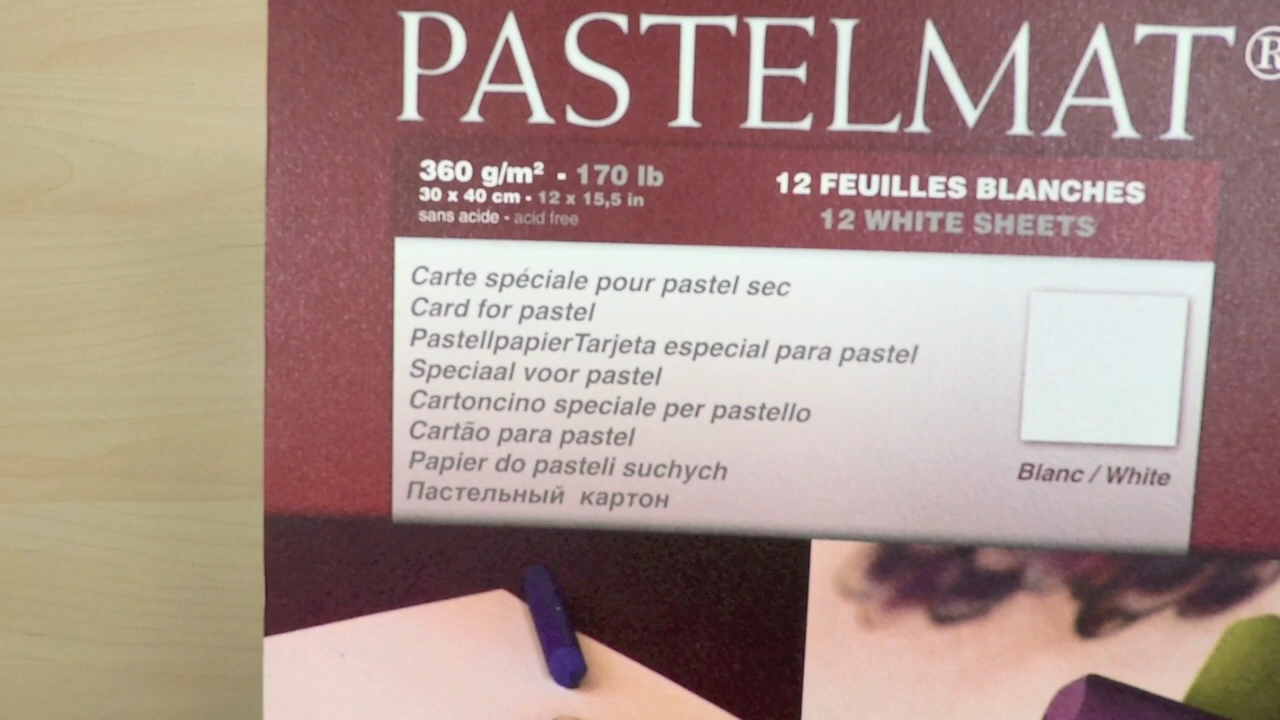 PASTELMAT®
360 g/m² - 170 lb
30 x 40 cm - 12 x 15,5 in
sans acide - acid free
12 FEUILLES BLANCHES
12 WHITE SHEETS
Carte spéciale pour pastel sec
Card for pastel
PastellpapierTarjeta especial para pastel
Speciaal voor pastel
Cartoncino speciale per pastello
Cartão para pastel
Papier do pasteli suchych
Пастельный картон
Blanc / White